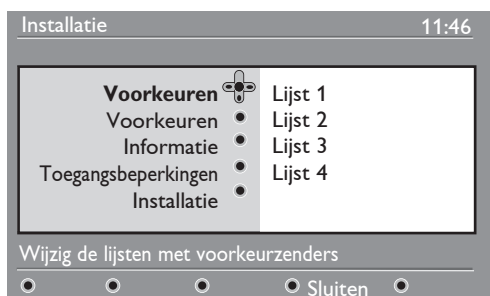 Installatie 11:46
Voorkeuren Lijst 1
Voorkeuren Lijst 2
Informatie Lijst 3
Toegangsbeperkingen Lijst 4
Installatie
Wijzig de lijsten met voorkeurzenders
Sluiten